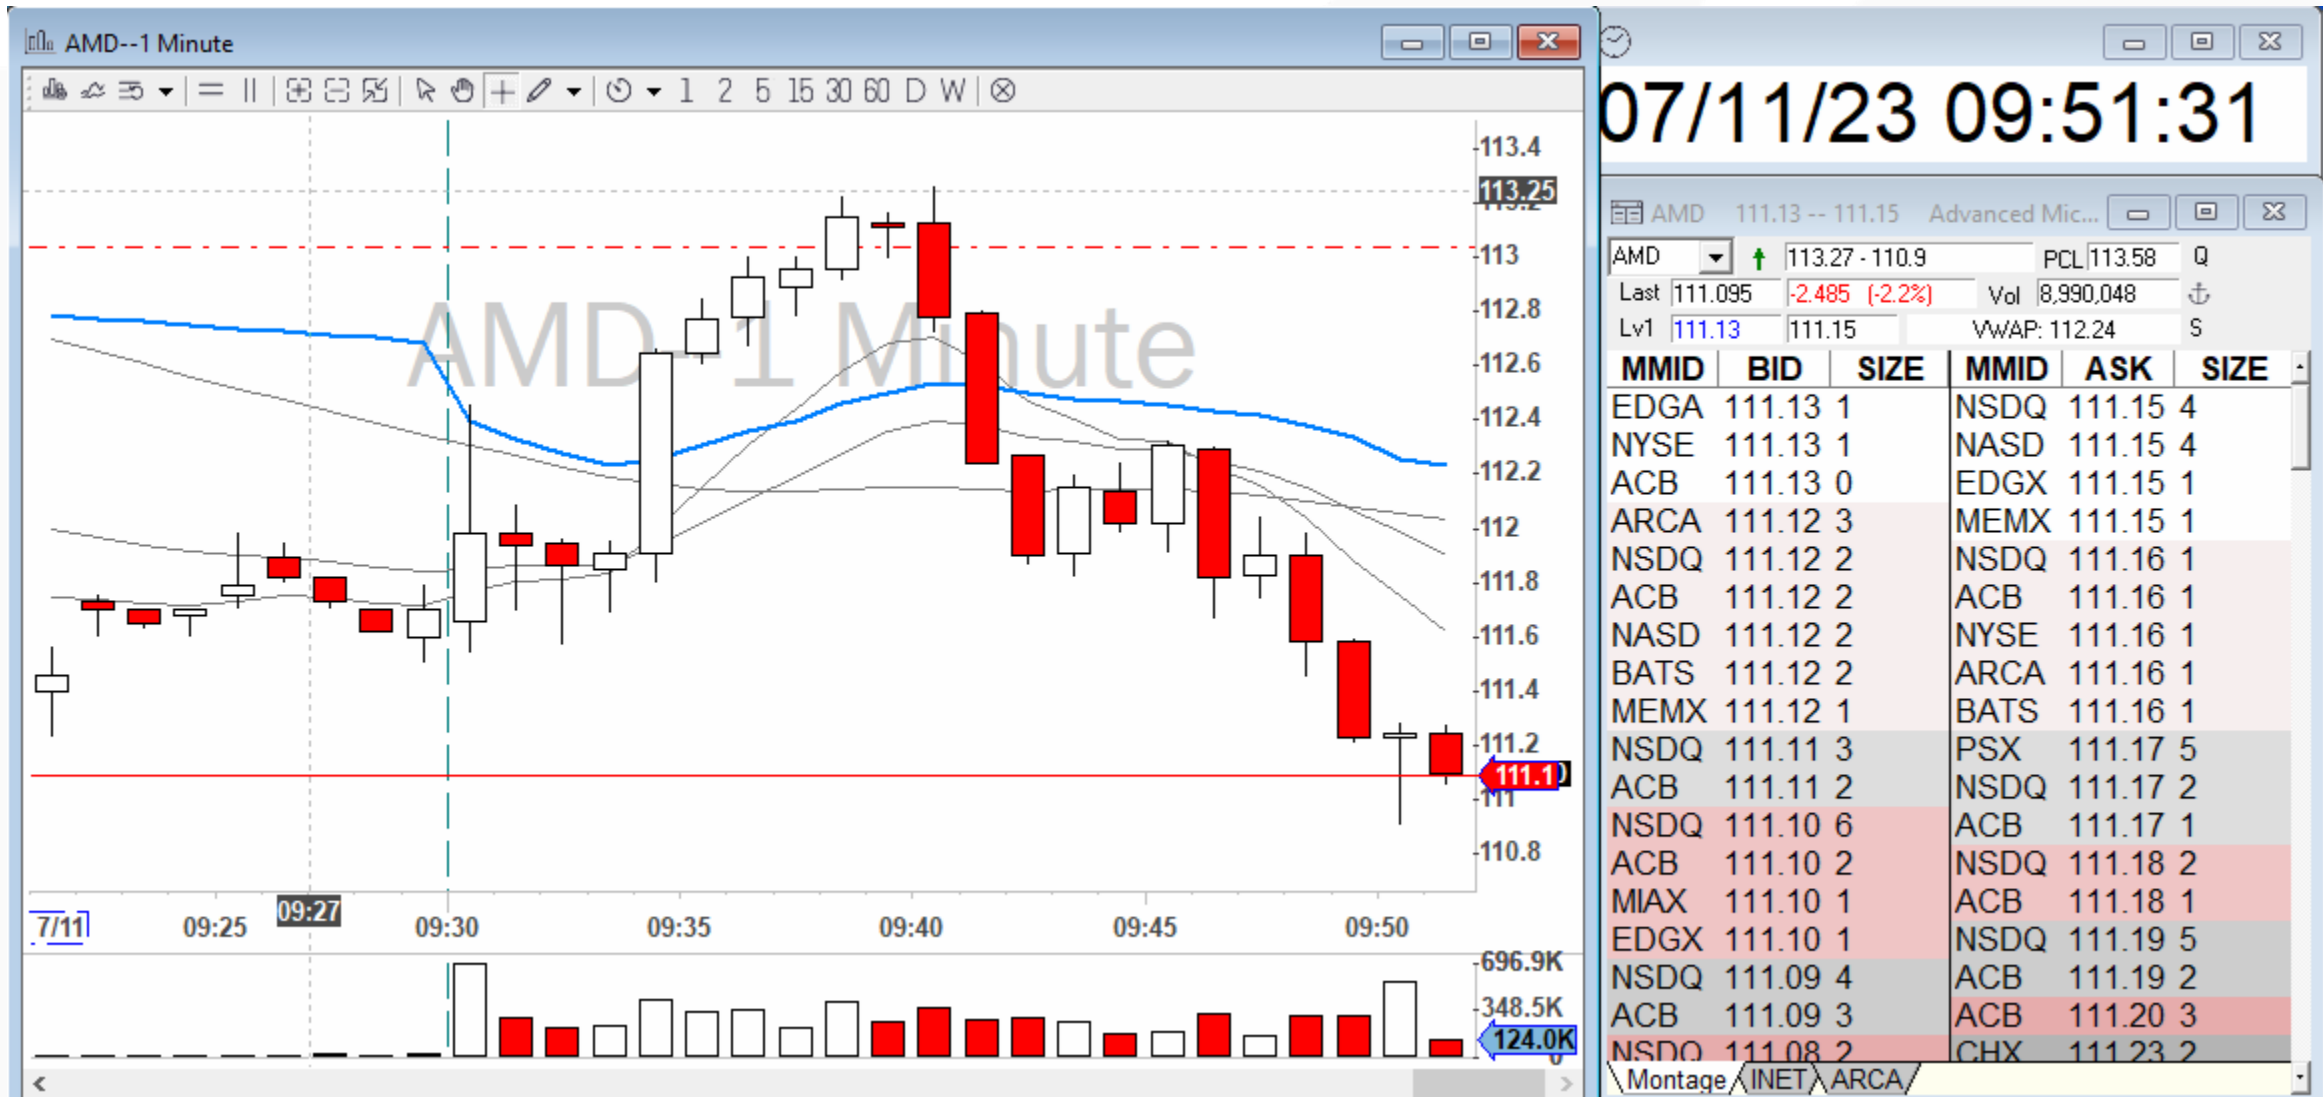 AMD--1 Minute
1 2 5 15 30 60 D W
AMD--1 Minute
113.4
113.25
113
112.8
112.6
112.4
112.2
112
111.8
111.6
111.4
111.2
111.1
111
110.8
7/11 09:25 09:27 09:30 09:35 09:40 09:45 09:50
696.9K
348.5K
124.0K
0
07/11/23 09:51:31
AMD 111.13 -- 111.15 Advanced Mic...
AMD 113.27 - 110.9 PCL 113.58 Q
Last 111.095 -2.485 (-2.2%) Vol 8,990,048
Lv1 111.13 111.15 VWAP: 112.24 S
MMID BID SIZE MMID ASK SIZE
EDGA 111.13 1 NSDQ 111.15 4
NYSE 111.13 1 NASD 111.15 4
ACB 111.13 0 EDGX 111.15 1
ARCA 111.12 3 MEMX 111.15 1
NSDQ 111.12 2 NSDQ 111.16 1
ACB 111.12 2 ACB 111.16 1
NASD 111.12 2 NYSE 111.16 1
BATS 111.12 2 ARCA 111.16 1
MEMX 111.12 1 BATS 111.16 1
NSDQ 111.11 3 PSX 111.17 5
ACB 111.11 2 NSDQ 111.17 2
NSDQ 111.10 6 ACB 111.17 1
ACB 111.10 2 NSDQ 111.18 2
MIAX 111.10 1 ACB 111.18 1
EDGX 111.10 1 NSDQ 111.19 5
NSDQ 111.09 4 ACB 111.19 2
ACB 111.09 3 ACB 111.20 3
NSDQ 111.08 2 CHX 111.23 2
Montage INET ARCA